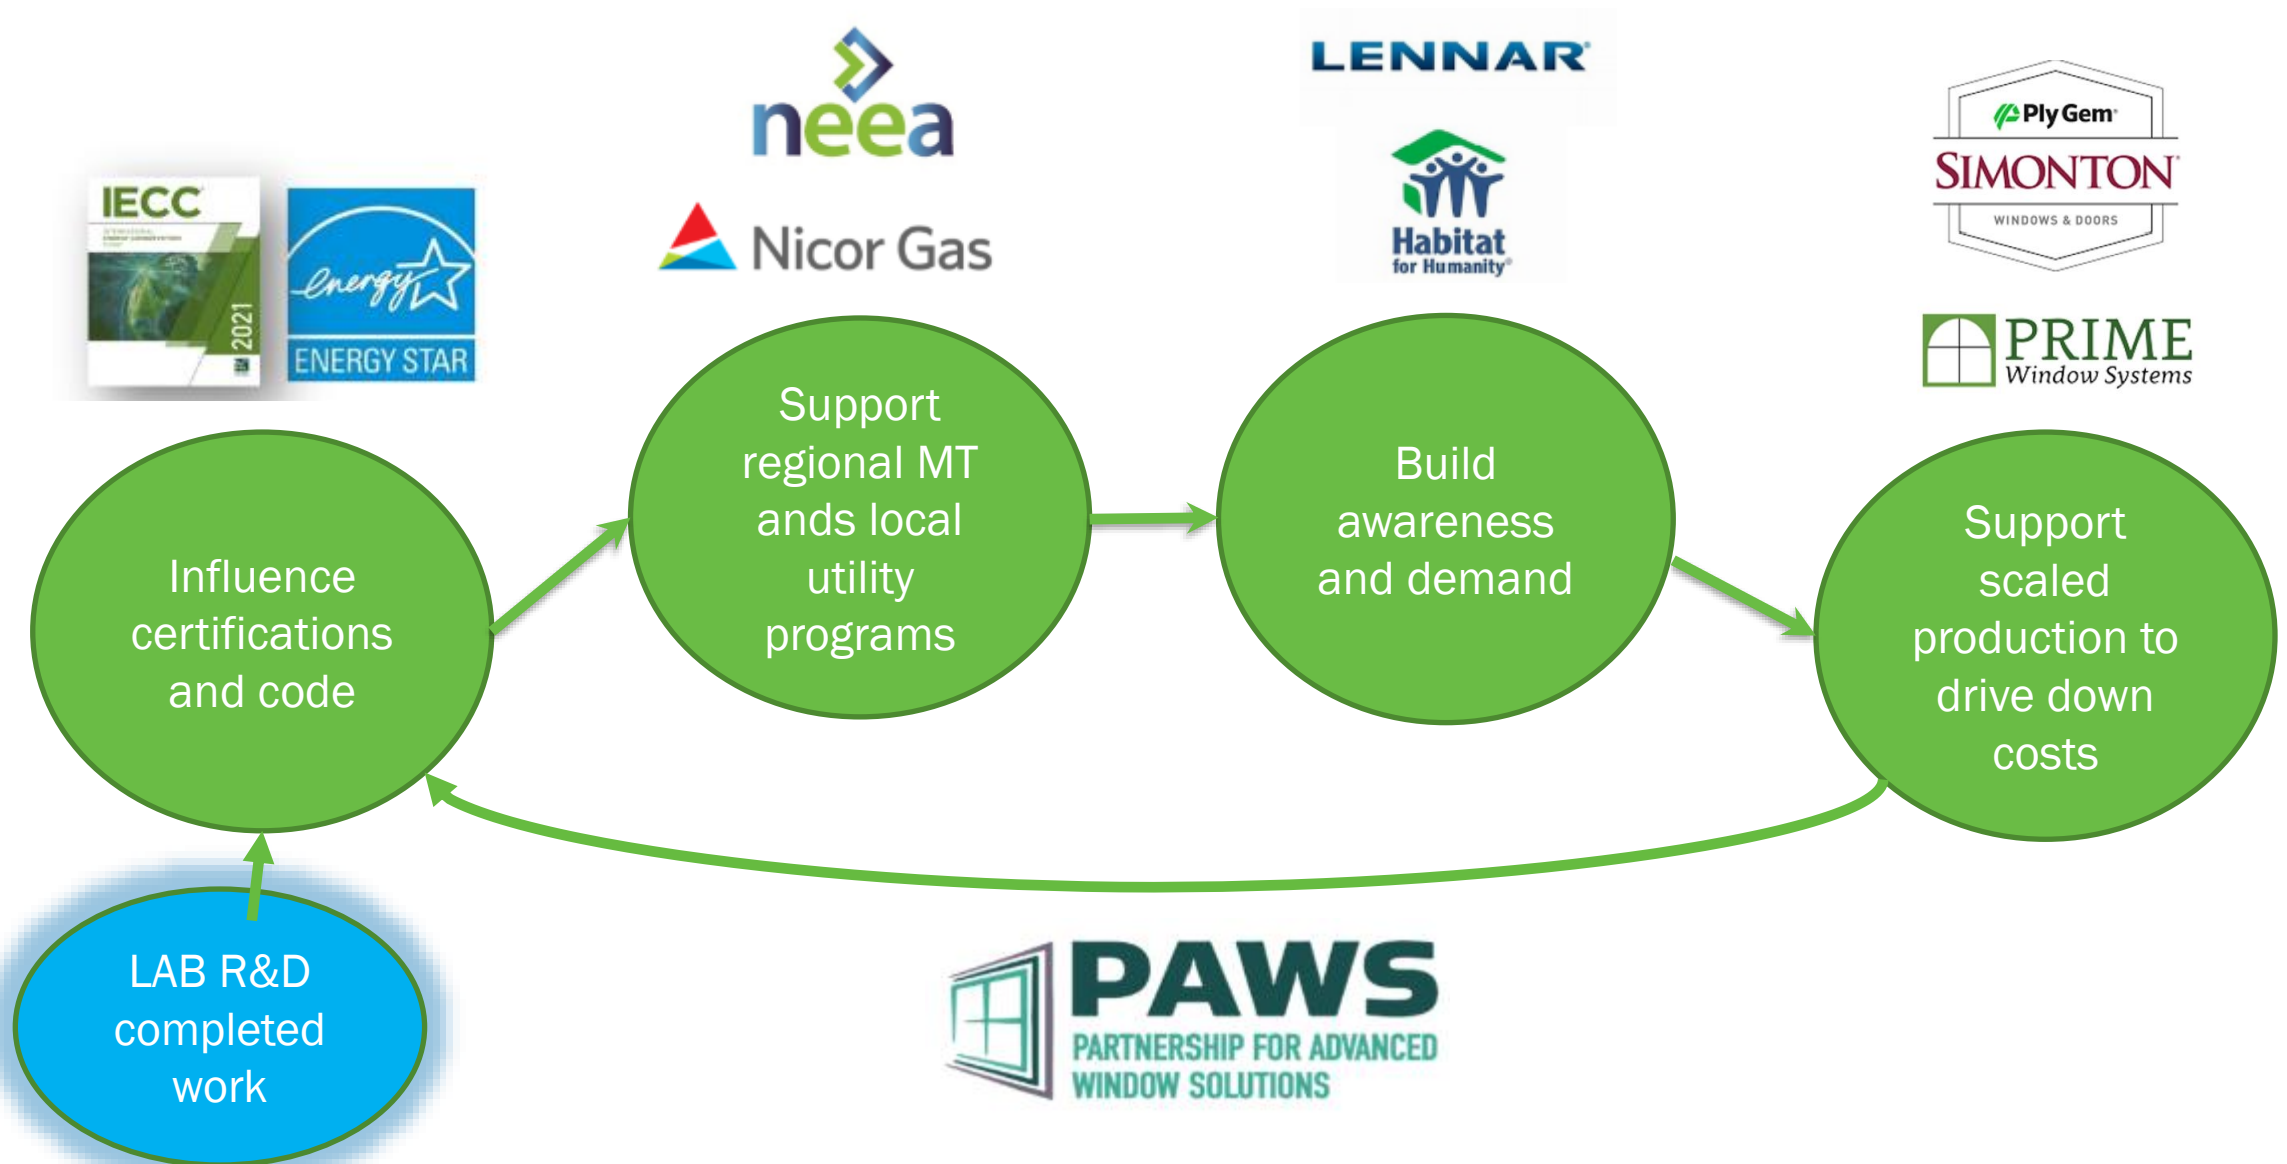 IECC
2021
energy
ENERGY STAR
neea
Nicor Gas
LENNAR
Habitat
for Humanity®
Ply Gem
SIMONTON
WINDOWS & DOORS
PRIME
Window Systems
Influence
certifications
and code
Support
regional MT
ands local
utility
programs
Build
awareness
and demand
Support
scaled
production to
drive down
costs
LAB R&D
completed
work
PAWS
PARTNERSHIP FOR ADVANCED
WINDOW SOLUTIONS